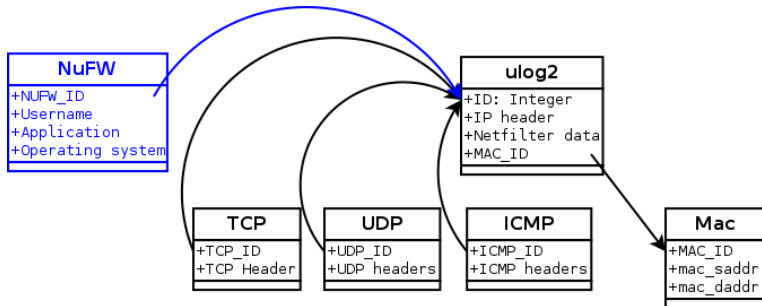 NuFW
+NUFW_ID
+Username
+Application
+Operating system
ulog2
+ID: Integer
+IP header
+Netfilter data
+MAC_ID
TCP
+TCP_ID
+TCP Header
UDP
+UDP_ID
+UDP headers
ICMP
+ICMP_ID
+ICMP headers
Mac
+MAC_ID
+mac_saddr
+mac_daddr